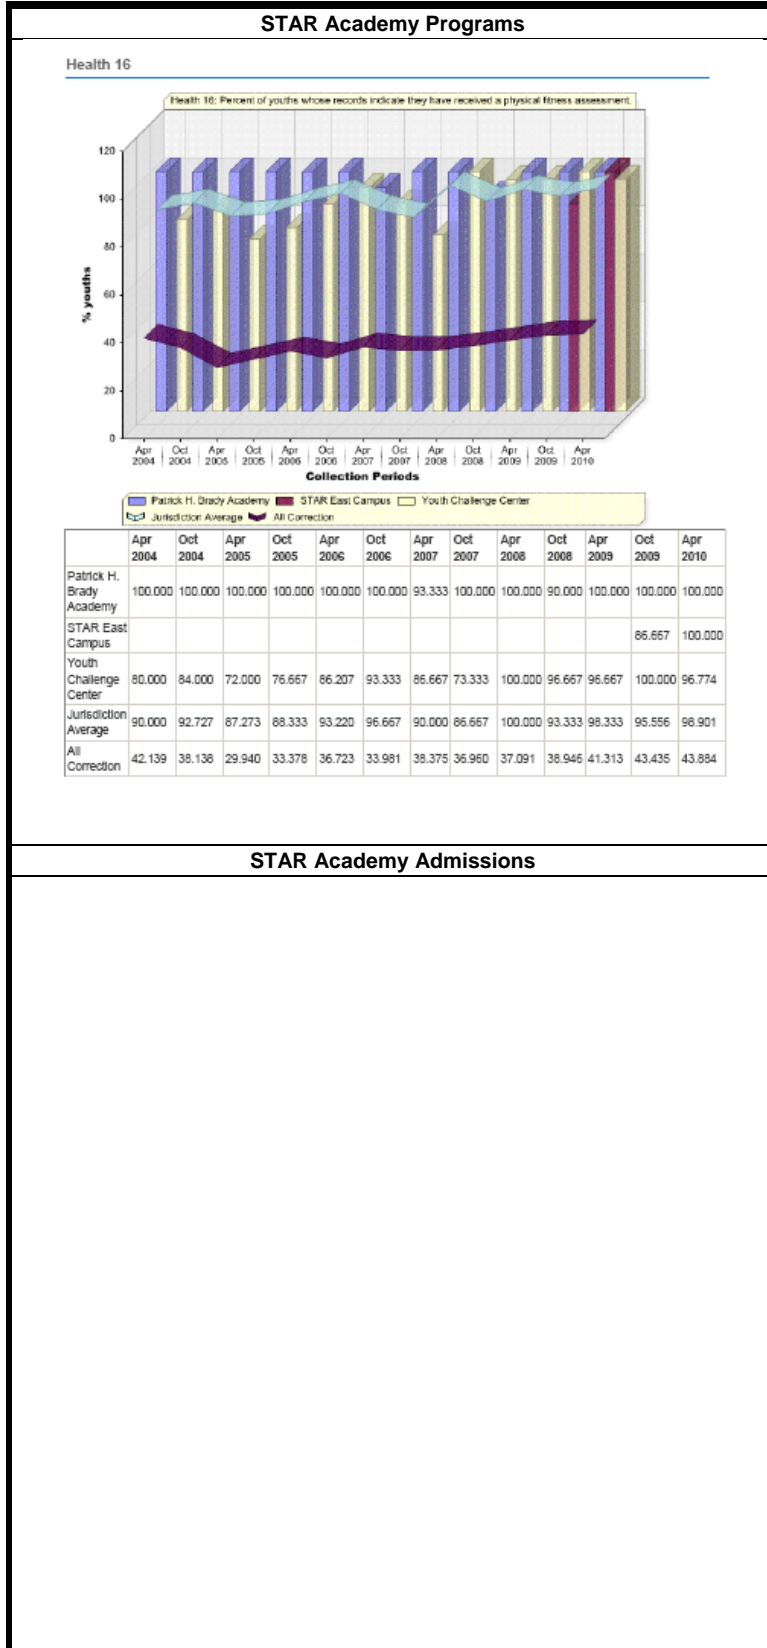 STAR Academy Programs
Health 16
Health 16: Percent of youths whose records indicate they have received a physical fitness assessment.
120
100
80
60
40
20
0
% youths
Apr 2004 Oct 2004 Apr 2005 Oct 2005 Apr 2006 Oct 2006 Apr 2007 Oct 2007 Apr 2008 Oct 2008 Apr 2009 Oct 2009 Apr 2010
Collection Periods
Patrick H. Brady Academy STAR East Campus Youth Challenge Center
Jurisdiction Average All Correction
Apr 2004 Oct 2004 Apr 2005 Oct 2005 Apr 2006 Oct 2006 Apr 2007 Oct 2007 Apr 2008 Oct 2008 Apr 2009 Oct 2009 Apr 2010
Patrick H. Brady Academy 100.000 100.000 100.000 100.000 100.000 100.000 93.333 100.000 100.000 90.000 100.000 100.000 100.000
STAR East Campus 86.667 100.000
Youth Challenge Center 80.000 84.000 72.000 76.667 86.207 93.333 86.667 73.333 100.000 96.667 96.667 100.000 96.774
Jurisdiction Average 90.000 92.727 87.273 88.333 93.220 96.667 90.000 86.667 100.000 93.333 98.333 95.556 98.901
All Correction 42.139 38.138 29.940 33.378 36.723 33.981 38.375 36.960 37.091 38.946 41.313 43.435 43.884
STAR Academy Admissions